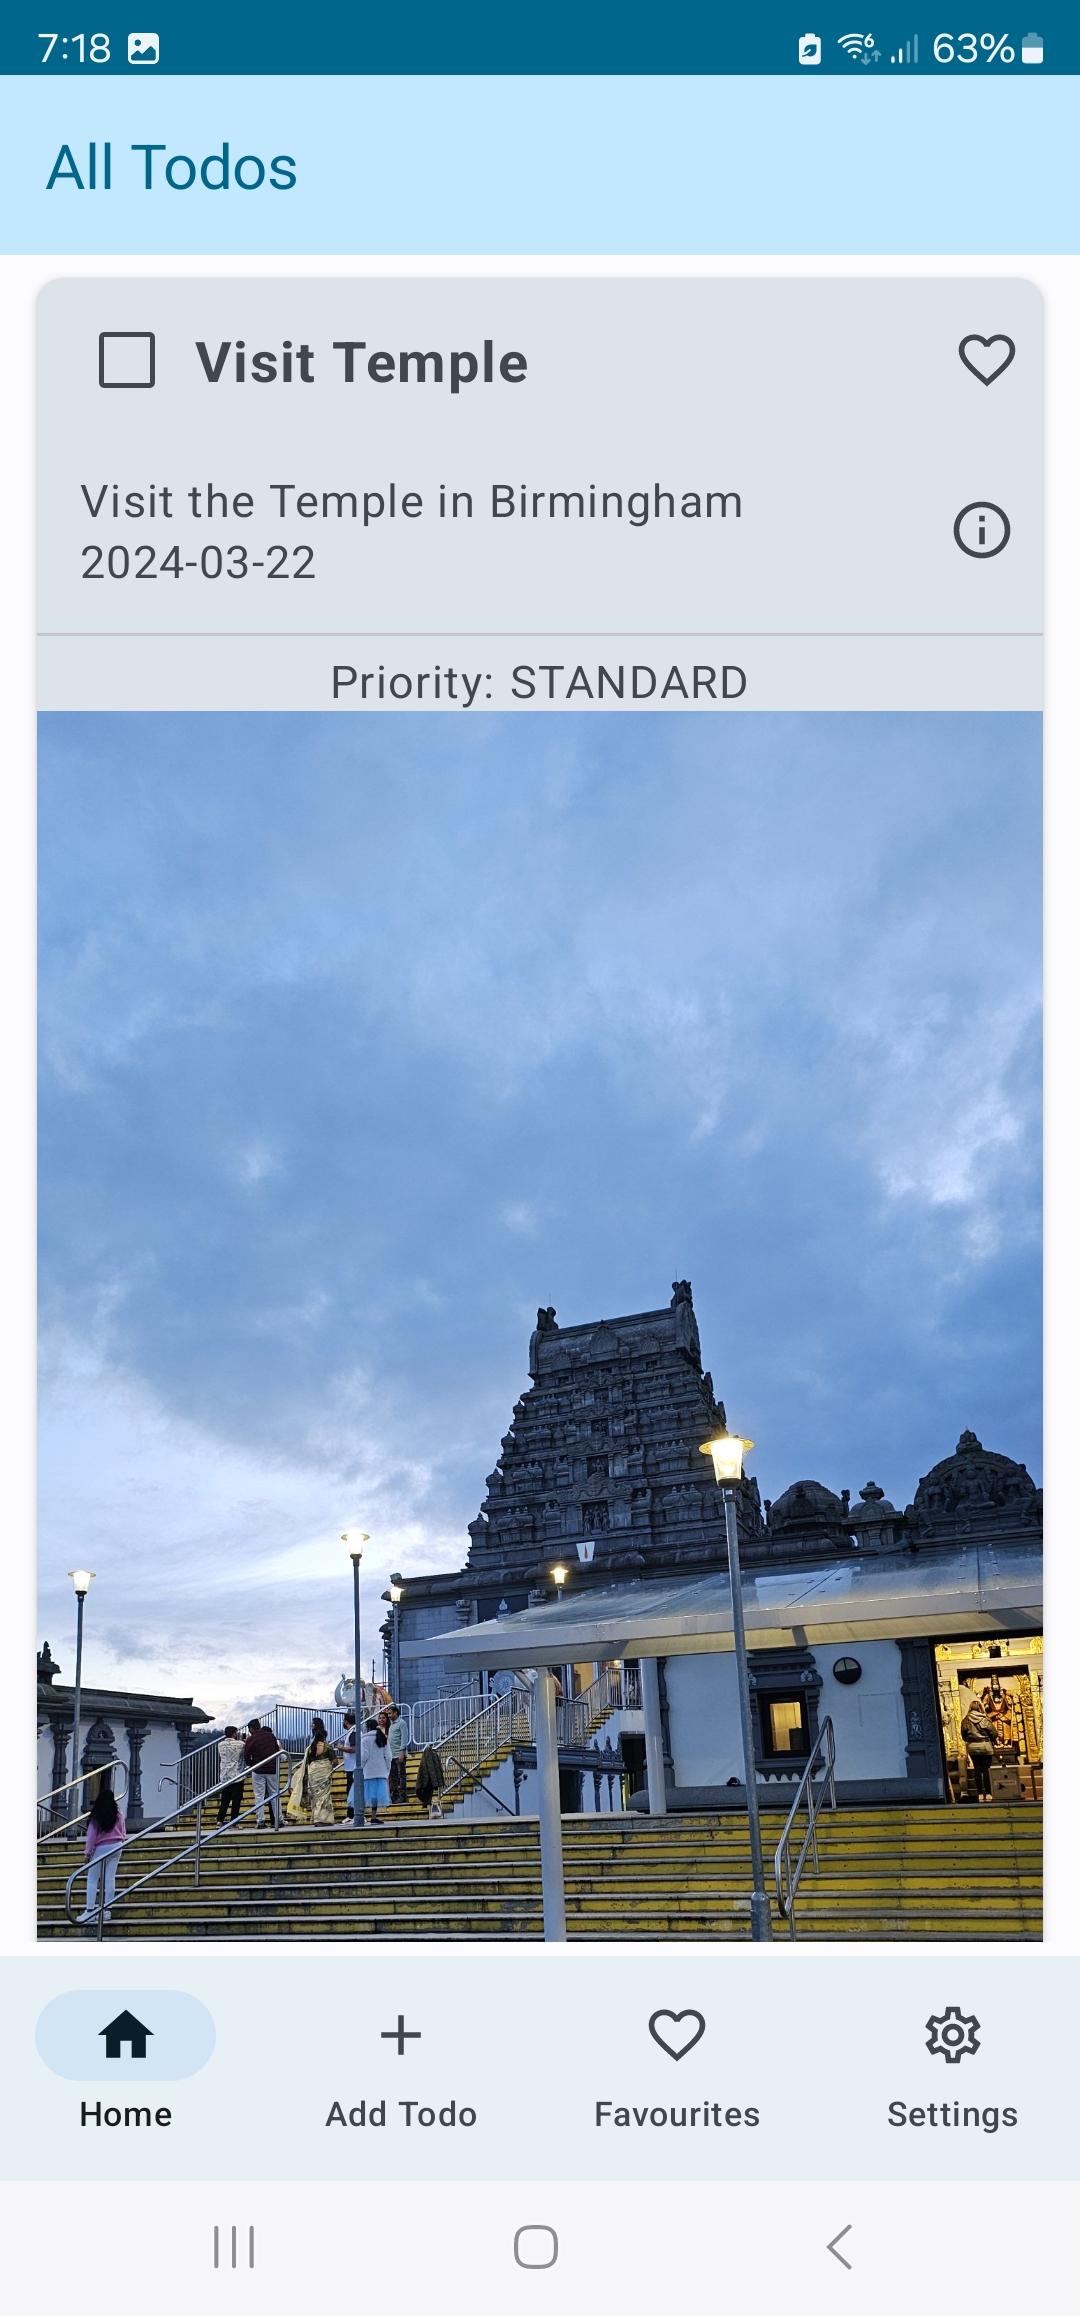 7:18
63%
All Todos
Visit Temple
Visit the Temple in Birmingham
2024-03-22
Priority: STANDARD
Home
Add Todo
Favourites
Settings